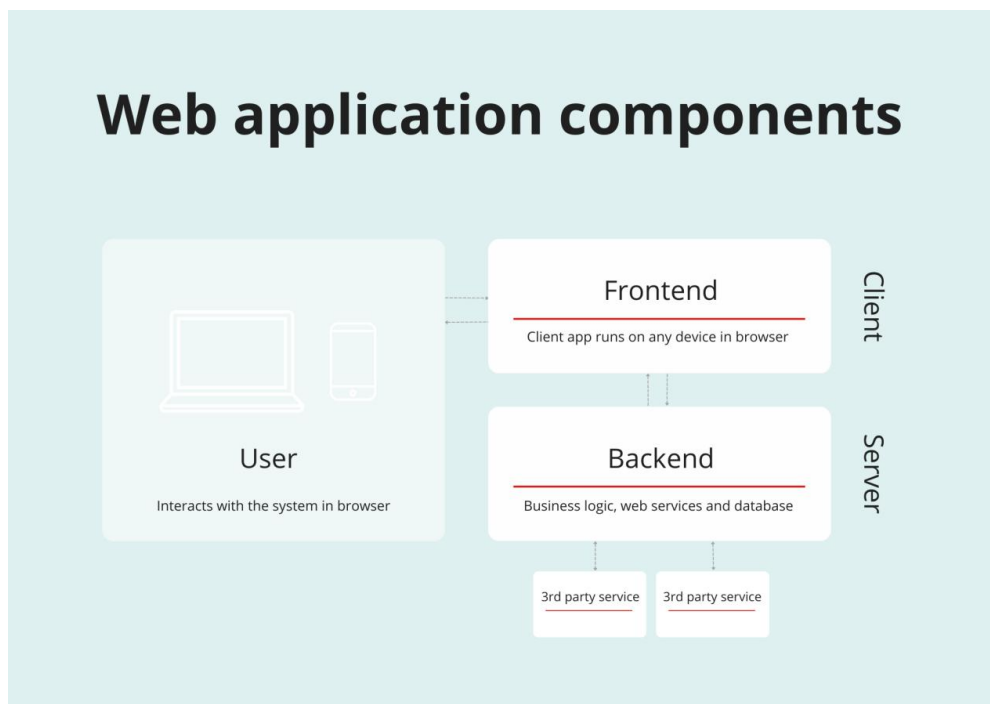 Web application components
Frontend
Client app runs on any device in browser
Client
User
Interacts with the system in browser
Backend
Business logic, web services and database
Server
3rd party service
3rd party service